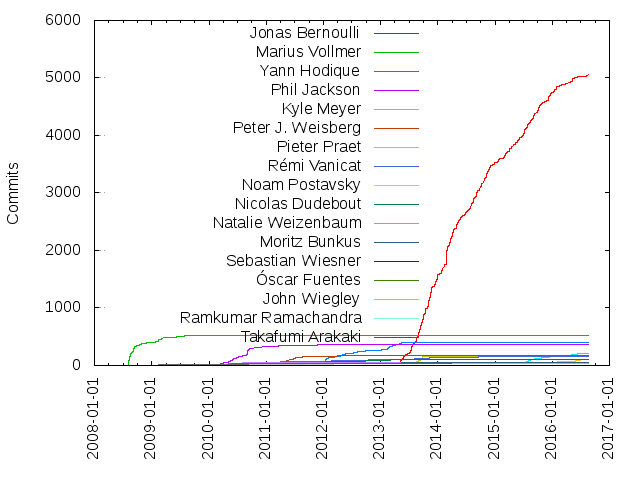 6000
5000
4000
3000
2000
1000
0
Commits
Jonas Bernoulli
Marius Vollmer
Yann Hodique
Phil Jackson
Kyle Meyer
Peter J. Weisberg
Pieter Praet
Rémi Vanicat
Noam Postavsky
Nicolas Dudebout
Natalie Weizenbaum
Moritz Bunkus
Sebastian Wiesner
Óscar Fuentes
John Wiegley
Ramkumar Ramachandra
Takafumi Arakaki
2008-01-01
2009-01-01
2010-01-01
2011-01-01
2012-01-01
2013-01-01
2014-01-01
2015-01-01
2016-01-01
2017-01-01